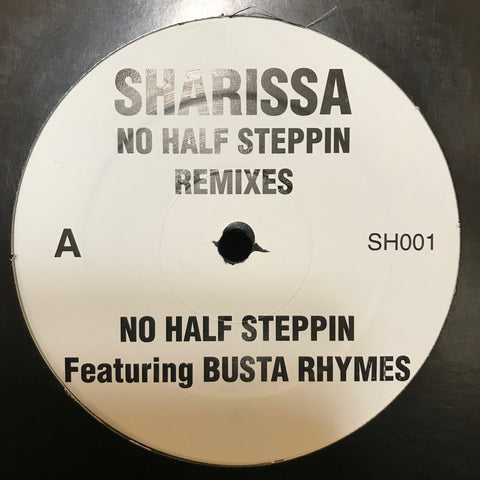 SHARISSA
NO HALF STEPPIN
REMIXES
A
SH001
NO HALF STEPPIN
Featuring BUSTA RHYMES